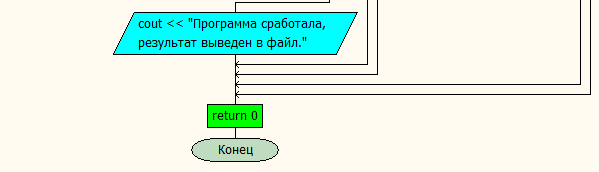 cout << "Программа сработала,
результат выведен в файл."
return 0
Конец